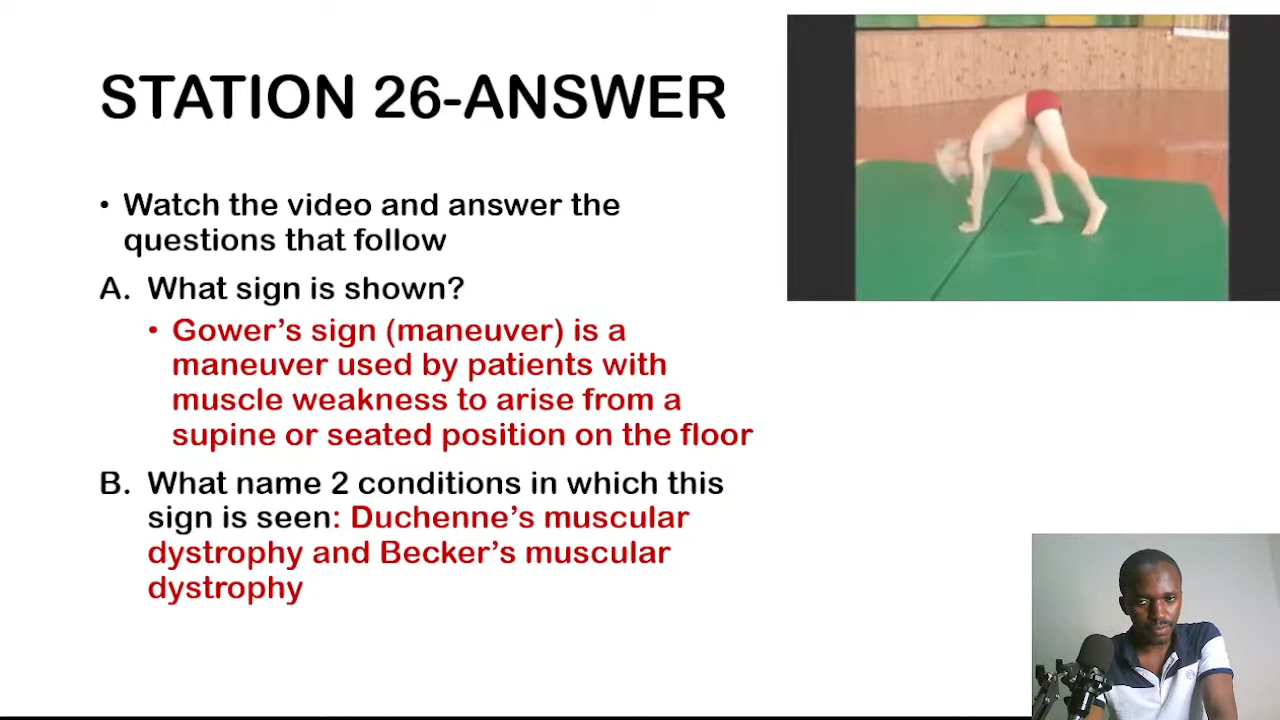 STATION 26-ANSWER
• Watch the video and answer the
questions that follow
A. What sign is shown?
• Gower's sign (maneuver) is a
maneuver used by patients with
muscle weakness to arise from a
supine or seated position on the floor
B. What name 2 conditions in which this
sign is seen: Duchenne's muscular
dystrophy and Becker's muscular
dystrophy